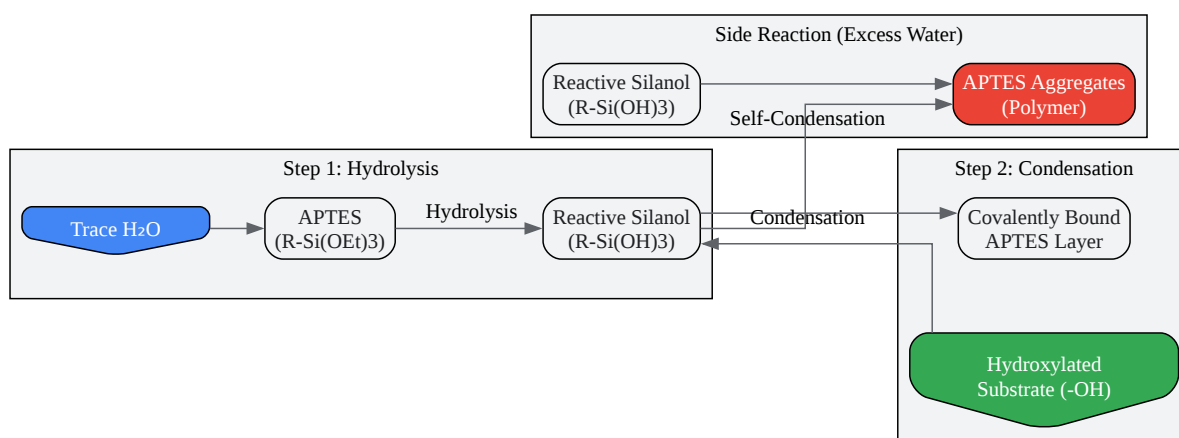 Side Reaction (Excess Water)
Reactive Silanol
(R-Si(OH)3)
APTES Aggregates
(Polymer)
Self-Condensation
Step 1: Hydrolysis
Trace H₂O
APTES
(R-Si(OEt)3)
Hydrolysis
Reactive Silanol
(R-Si(OH)3)
Condensation
Step 2: Condensation
Covalently Bound
APTES Layer
Hydroxylated
Substrate (-OH)